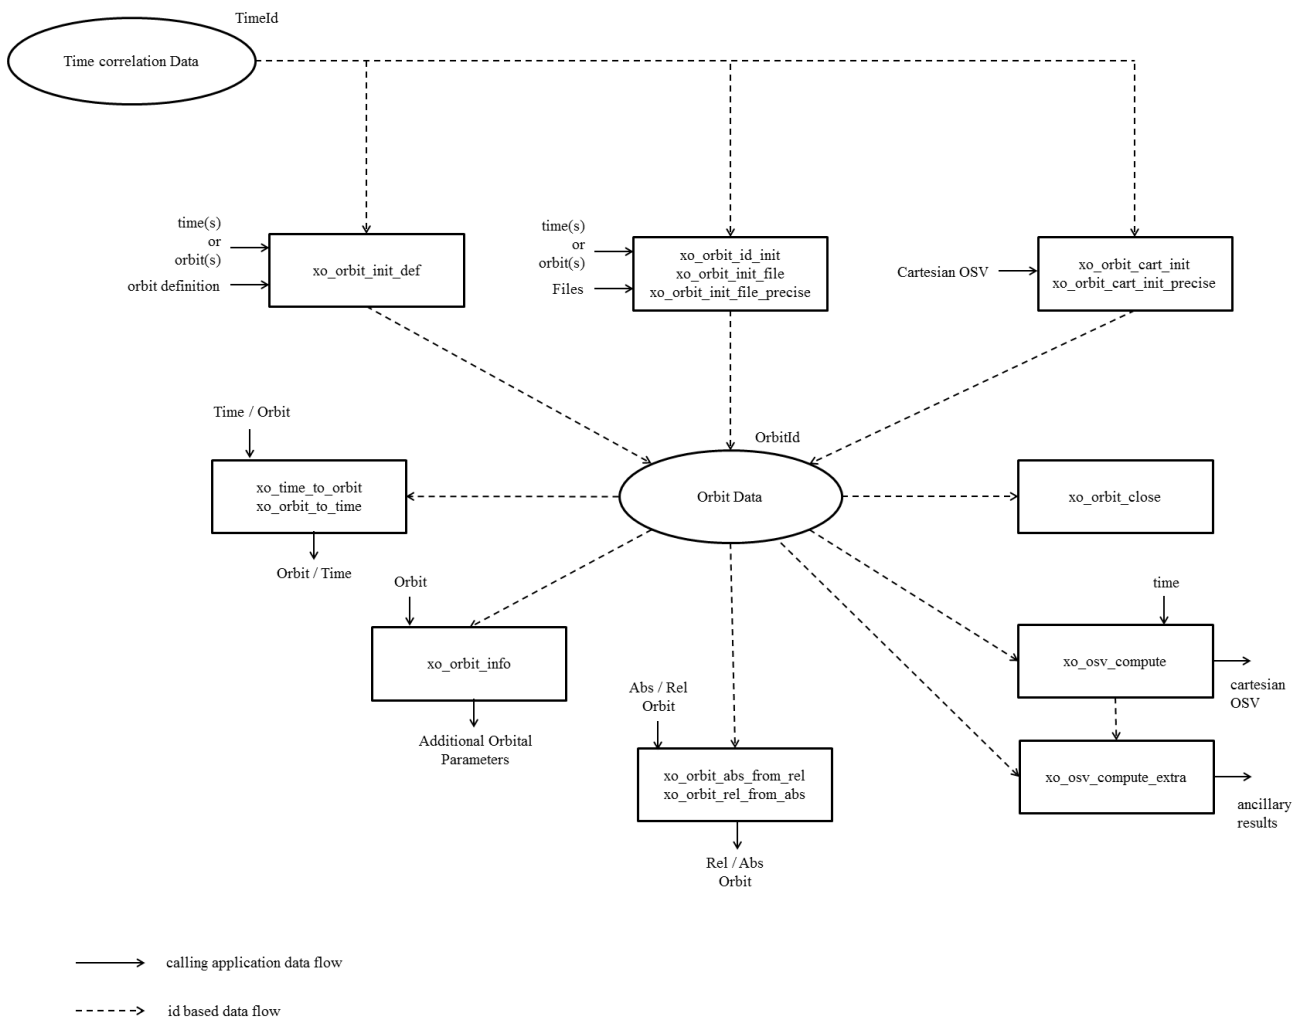 TimeId
Time correlation Data
time(s)
or
orbit(s)
orbit definition
xo_orbit_init_def
time(s)
or
orbit(s)
Files
xo_orbit_id_init
xo_orbit_init_file
xo_orbit_init_file_precise
Cartesian OSV
xo_orbit_cart_init
xo_orbit_cart_init_precise
Time / Orbit
xo_time_to_orbit
xo_orbit_to_time
Orbit / Time
OrbitId
Orbit Data
xo_orbit_close
Orbit
xo_orbit_info
Additional Orbital
Parameters
Abs / Rel
Orbit
xo_orbit_abs_from_rel
xo_orbit_rel_from_abs
Rel / Abs
Orbit
time
xo_osv_compute
cartesian
OSV
xo_osv_compute_extra
ancillary
results
calling application data flow
id based data flow